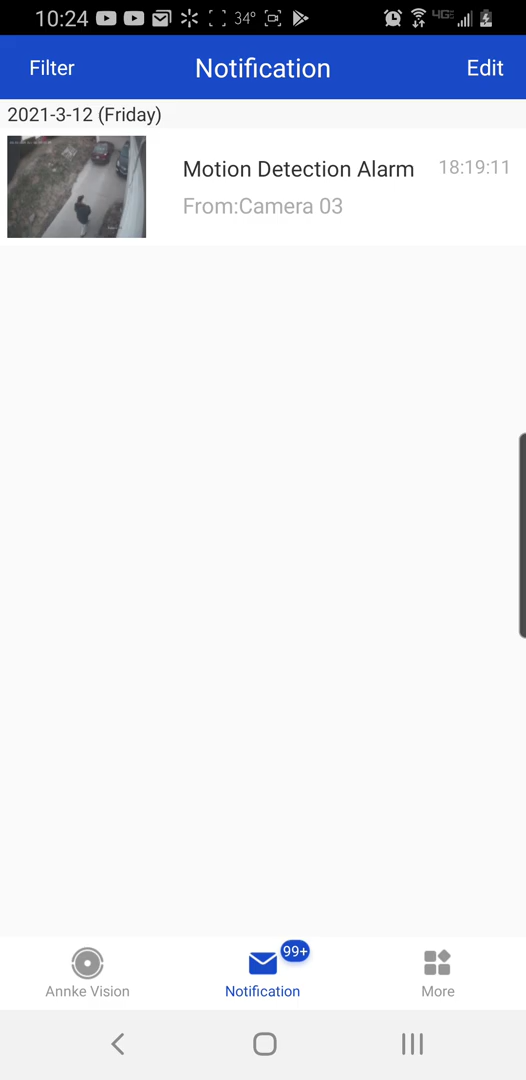 10:24 34° 4GE
Filter Notification Edit
2021-3-12 (Friday)
Motion Detection Alarm 18:19:11
From:Camera 03
99+
Annke Vision Notification More